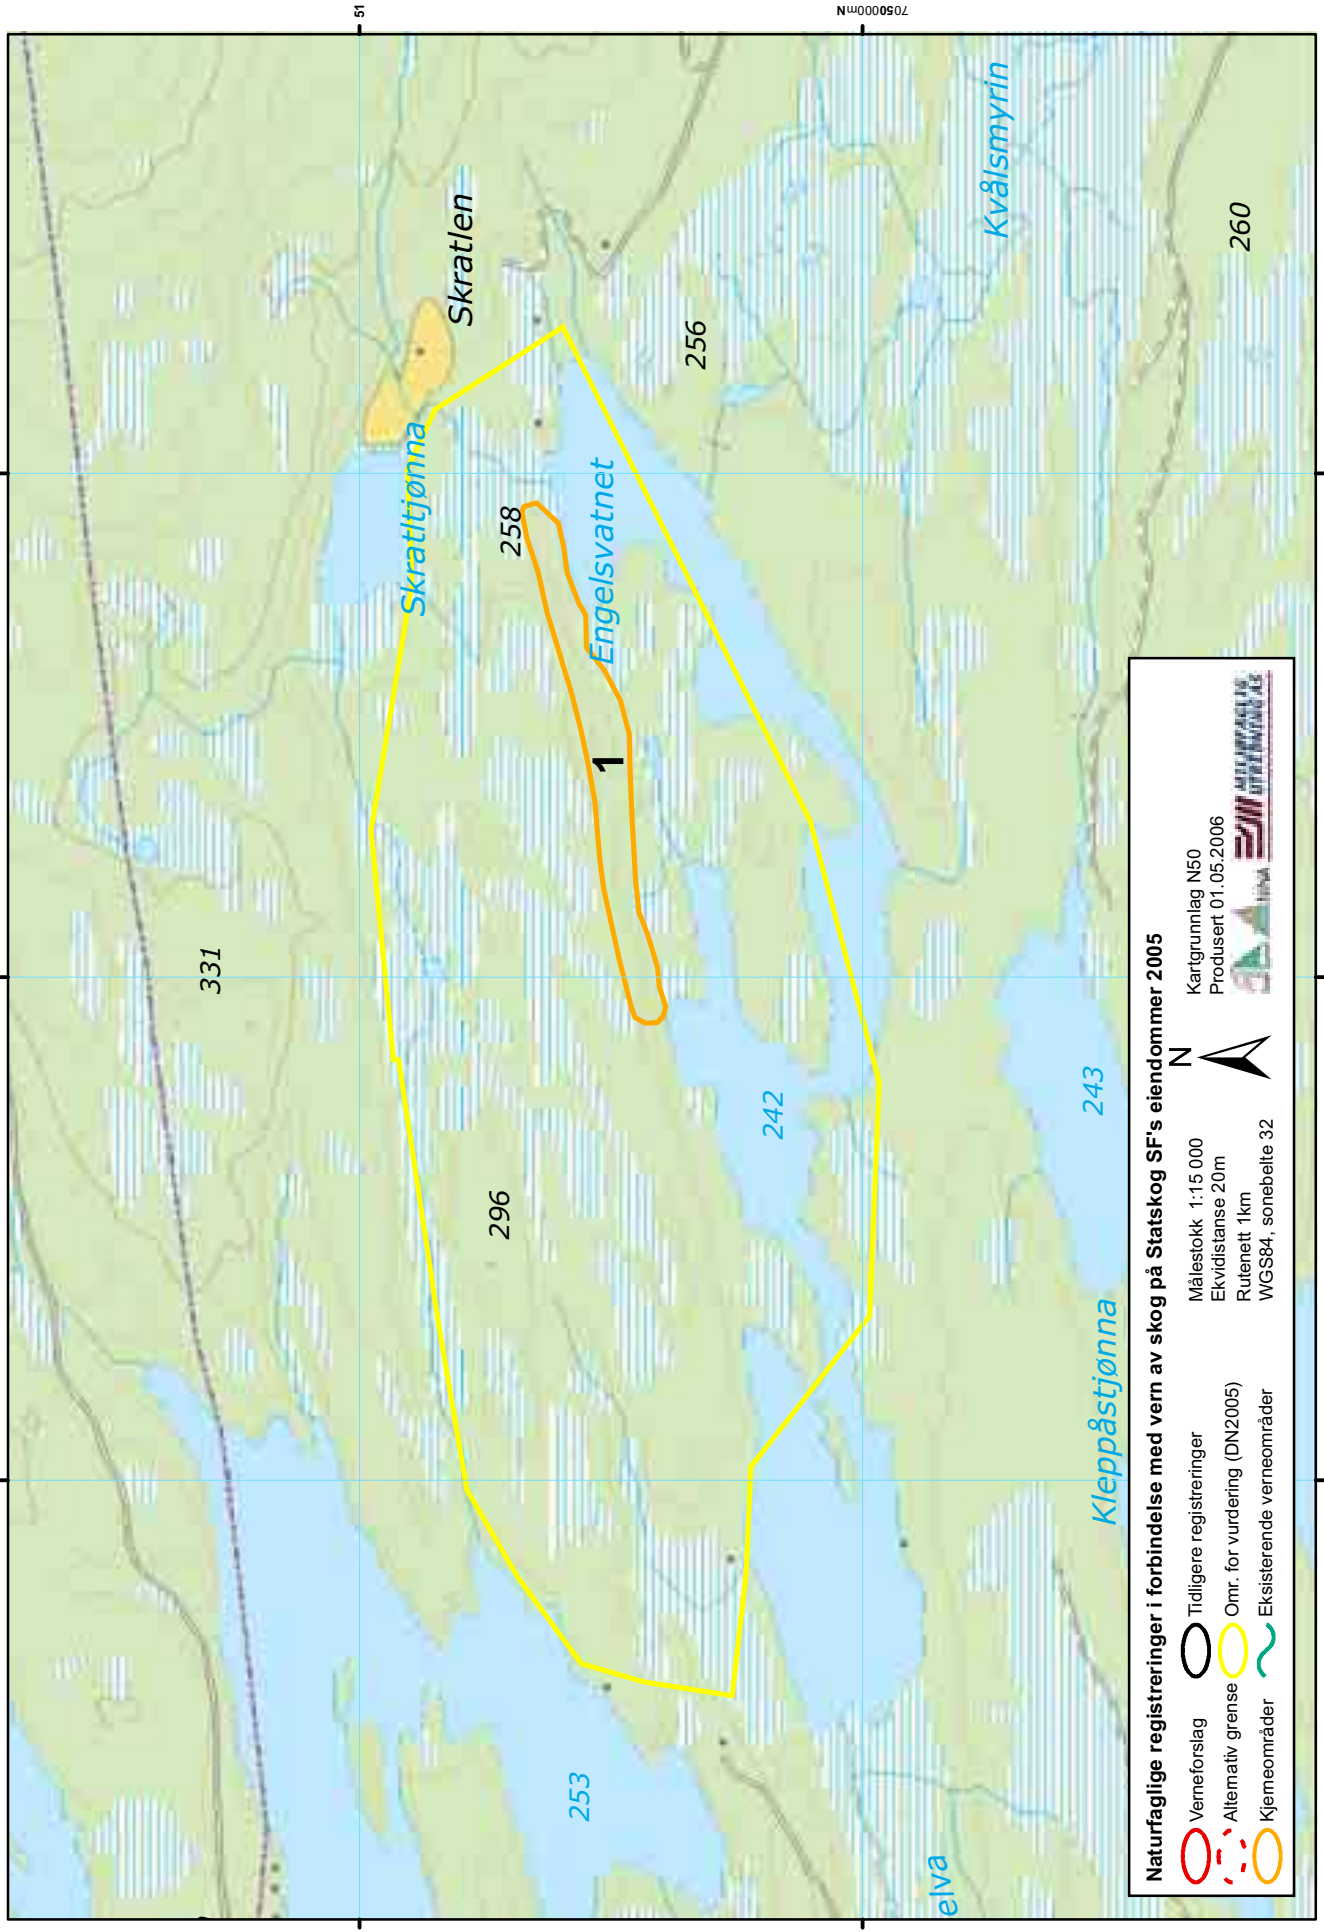 51
7050000mN
Skratlen
Skratltjønna
258
Engelsvatnet
256
Kvålsmyrin
260
331
1
296
242
243
Kleppåstjønna
253
elva
Naturfaglige registreringer i forbindelse med vern av skog på Statskog SF's eiendommer 2005
Verneforslag
Alternativ grense
Kjerneområder
Tidligere registreringer
Omr. for vurdering (DN2005)
Eksisterende verneområder
Målestokk 1:15 000
Ekvidistanse 20m
Rutenett 1km
WGS84, sonebelte 32
N
Kartgrunnlag N50
Produsert 01.05.2006
NINA